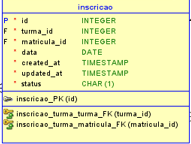 inscricao
P * id INTEGER
F * turma_id INTEGER
F * matricula_id INTEGER
* data DATE
* created_at TIMESTAMP
* updated_at TIMESTAMP
* status CHAR (1)
inscricao_PK (id)
inscricao_turma_turma_FK (turma_id)
inscricao_turma_matricula_FK (matricula_id)